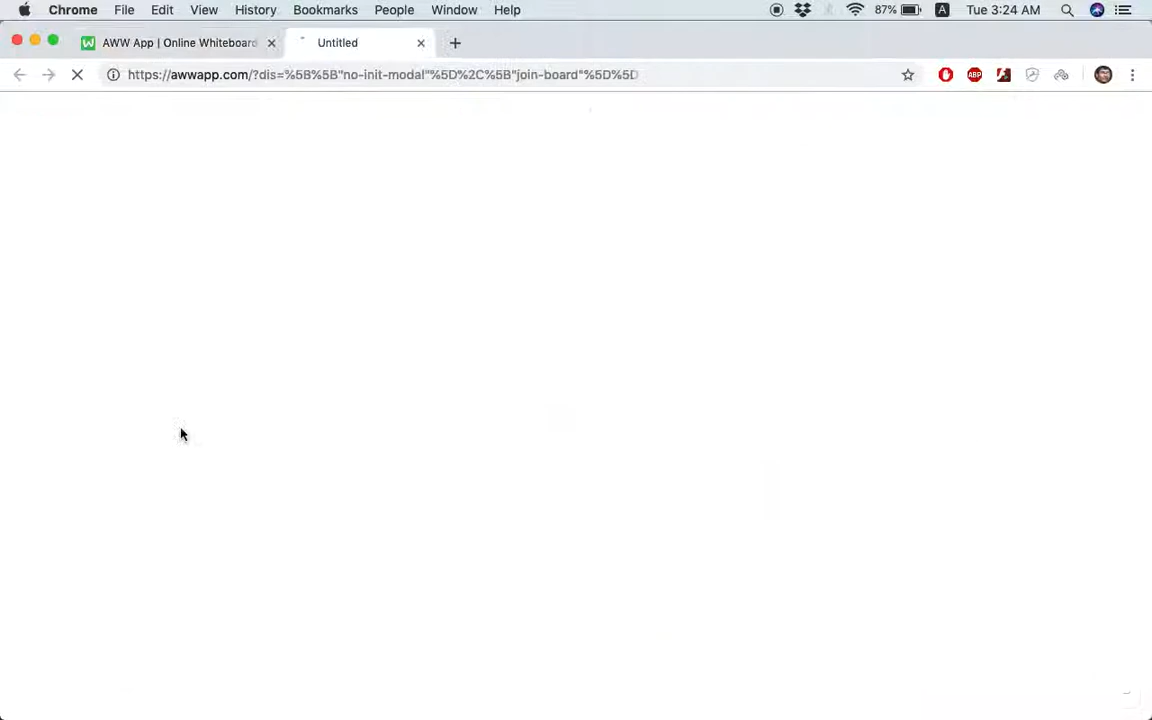 Chrome File Edit View History Bookmarks People Window Help 87% A Tue 3:24 AM
W AWW App | Online Whiteboard Untitled
https://awwapp.com/?dis=%5B%5B"no-init-modal"%5D%2C%5B"join-board"%5D%5D ABP